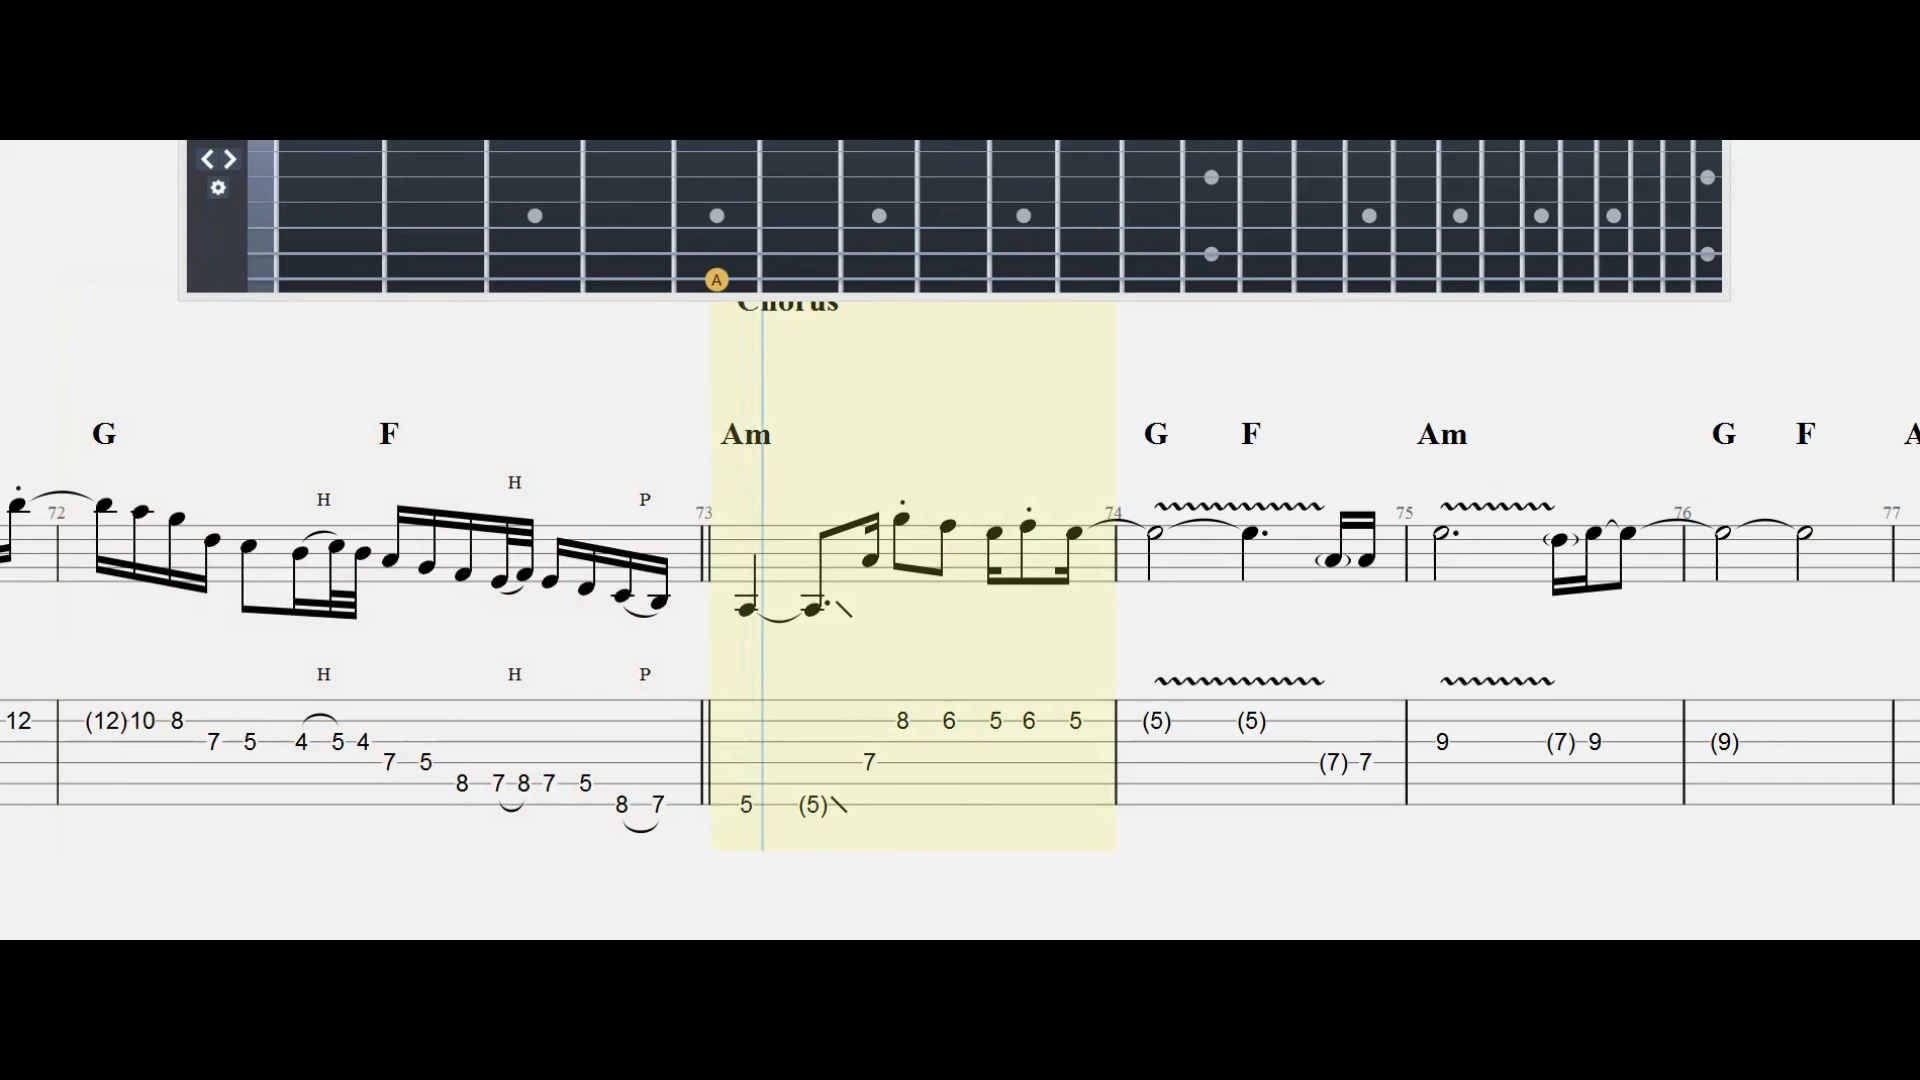 A
Chorus
G F Am G F Am G F A
H H P
72 73 74 75 76 77
H H P
12 (12) 10 8 8 6 5 6 5 (5) (5)
7 5 4 5 4 9 (7) 9 (9)
7 5 7 (7) 7
8 7 8 7 5
8 7 5 (5)